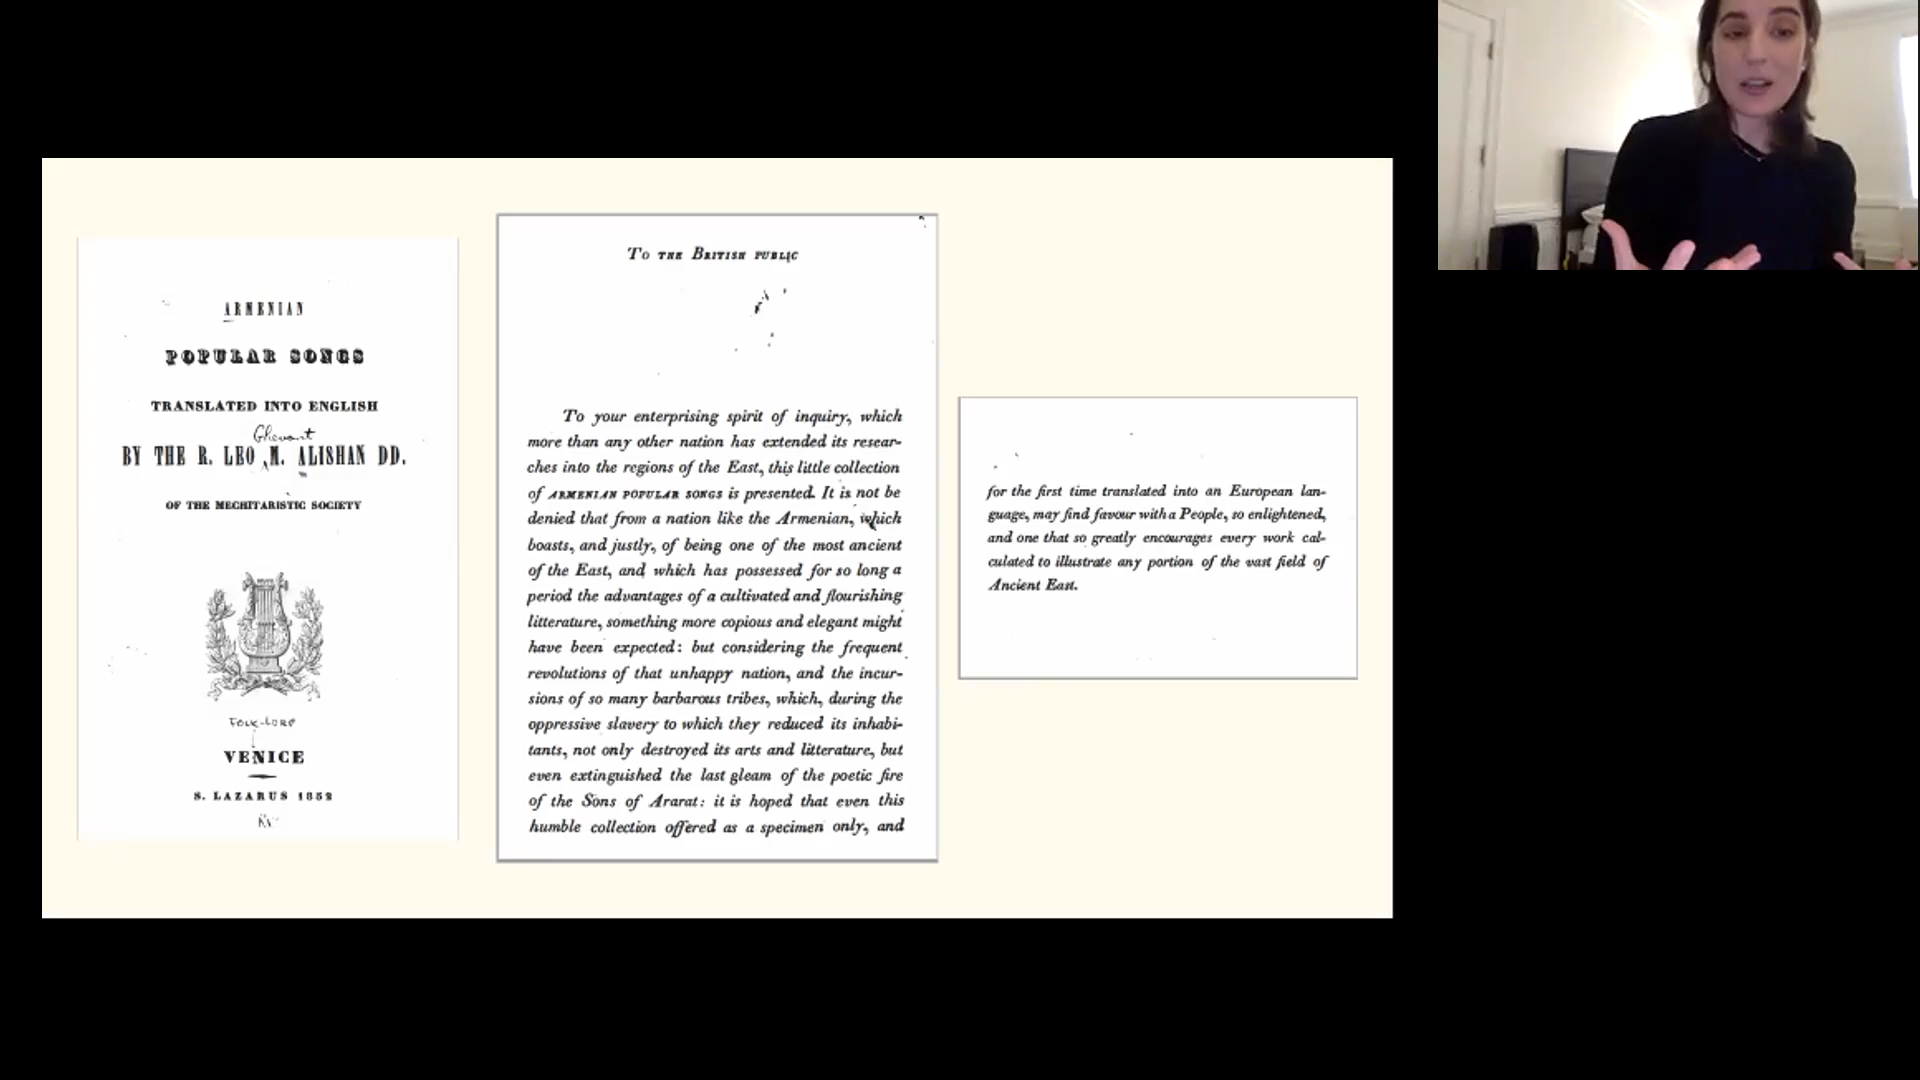 ARMENIAN
POPULAR SONGS
TRANSLATED INTO ENGLISH
Ghevont
BY THE R. LEO M. ALISHAN DD.
OF THE MECHITARISTIC SOCIETY
FOLK-LORE
VENICE
S. LAZARUS 1852
To the British public
To your enterprising spirit of inquiry, which
more than any other nation has extended its resear-
ches into the regions of the East, this little collection
of ARMENIAN POPULAR SONGS is presented. It is not be
denied that from a nation like the Armenian, which
boasts, and justly, of being one of the most ancient
of the East, and which has possessed for so long a
period the advantages of a cultivated and flourishing
litterature, something more copious and elegant might
have been expected: but considering the frequent
revolutions of that unhappy nation, and the incur-
sions of so many barbarous tribes, which, during the
oppressive slavery to which they reduced its inhabi-
tants, not only destroyed its arts and litterature, but
even extinguished the last gleam of the poetic fire
of the Sons of Ararat: it is hoped that even this
humble collection offered as a specimen only, and
for the first time translated into an European lan-
guage, may find favour with a People, so enlightened,
and one that so greatly encourages every work cal-
culated to illustrate any portion of the vast field of
Ancient East.